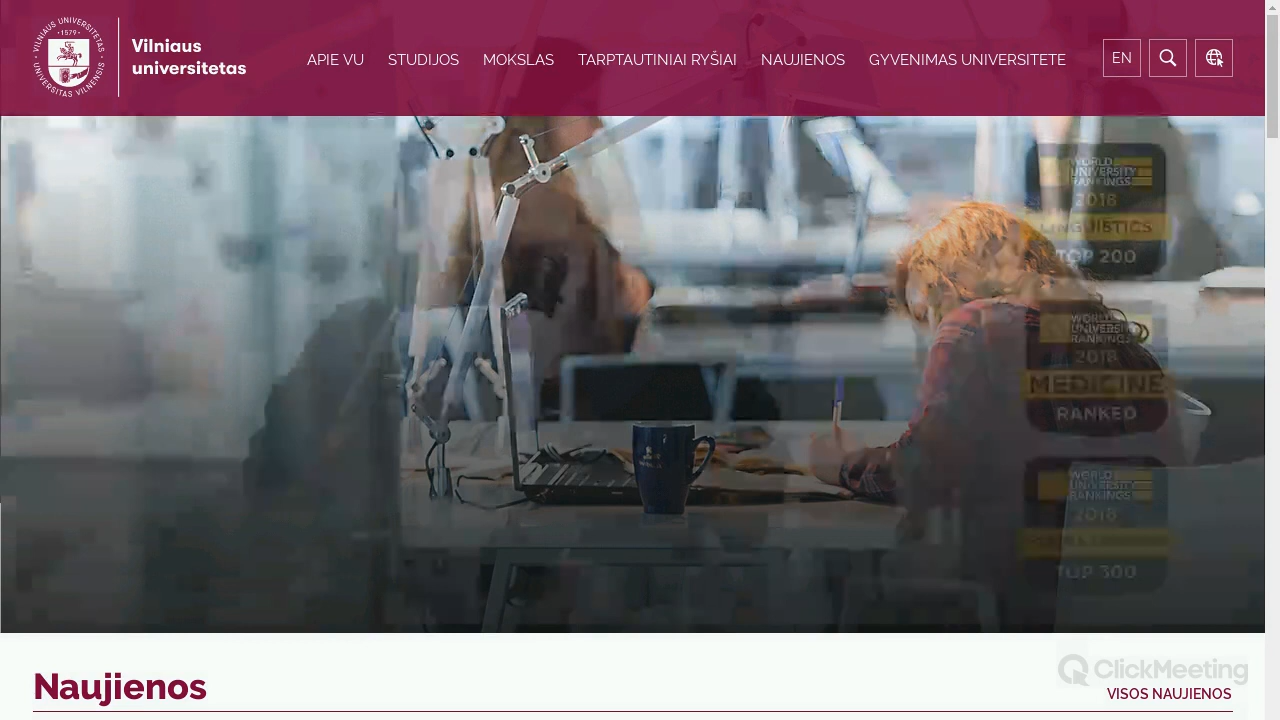 VILNIAUS UNIVERSITETAS
1579
UNIVERSITAS VILNENSIS
Vilniaus
universitetas
APIE VU
STUDIJOS
MOKSLAS
TARPTAUTINIAI RYŠIAI
NAUJIENOS
GYVENIMAS UNIVERSITETE
EN
WORLD
UNIVERSITY
RANKINGS
2018
LINGUISTICS
TOP 200
WORLD
UNIVERSITY
RANKINGS
2018
MEDICINE
RANKED
WORLD
UNIVERSITY
RANKINGS
2018
TOP 300
Naujienos
ClickMeeting
VISOS NAUJIENOS